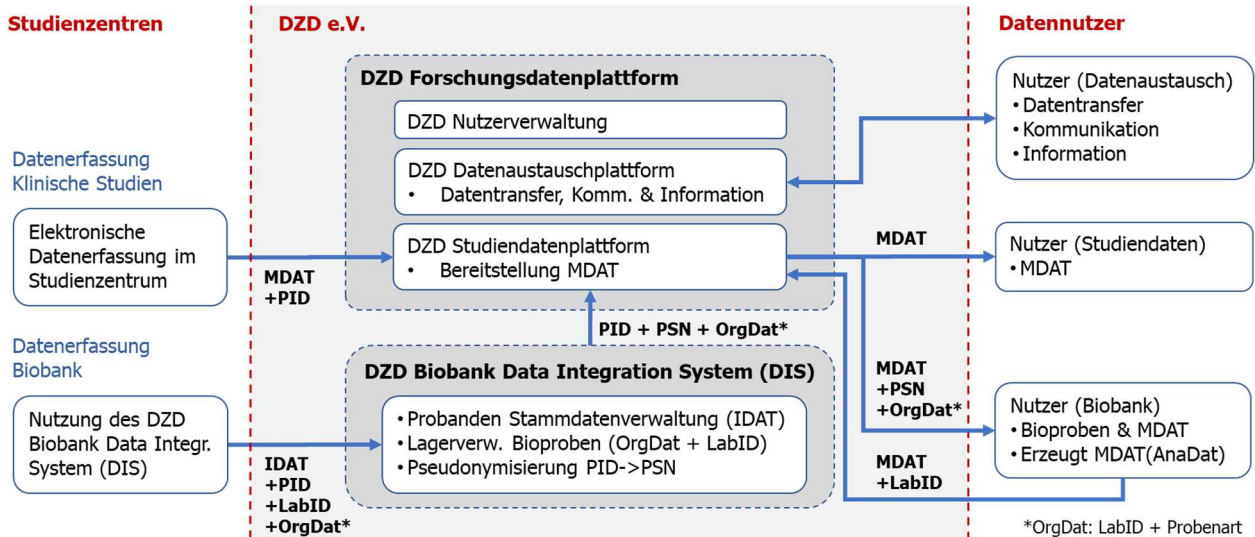 Studienzentren
DZD e.V.
Datennutzer
DZD Forschungsdatenplattform
DZD Nutzerverwaltung
DZD Datenaustauschplattform
• Datentransfer, Komm. & Information
DZD Studiendatenplattform
• Bereitstellung MDAT
Datenerfassung
Klinische Studien
Elektronische
Datenerfassung im
Studienzentrum
MDAT
+PID
PID + PSN + OrgDat*
Datenerfassung
Biobank
Nutzung des DZD
Biobank Data Integr.
System (DIS)
IDAT
+PID
+LabID
+OrgDat*
DZD Biobank Data Integration System (DIS)
• Probanden Stammdatenverwaltung (IDAT)
• Lagerverw. Bioproben (OrgDat + LabID)
• Pseudonymisierung PID->PSN
MDAT
MDAT
+PSN
+OrgDat*
MDAT
+LabID
Nutzer (Datenaustausch)
• Datentransfer
• Kommunikation
• Information
Nutzer (Studiendaten)
• MDAT
Nutzer (Biobank)
• Bioproben & MDAT
• Erzeugt MDAT(AnaDat)
*OrgDat: LabID + Probenart